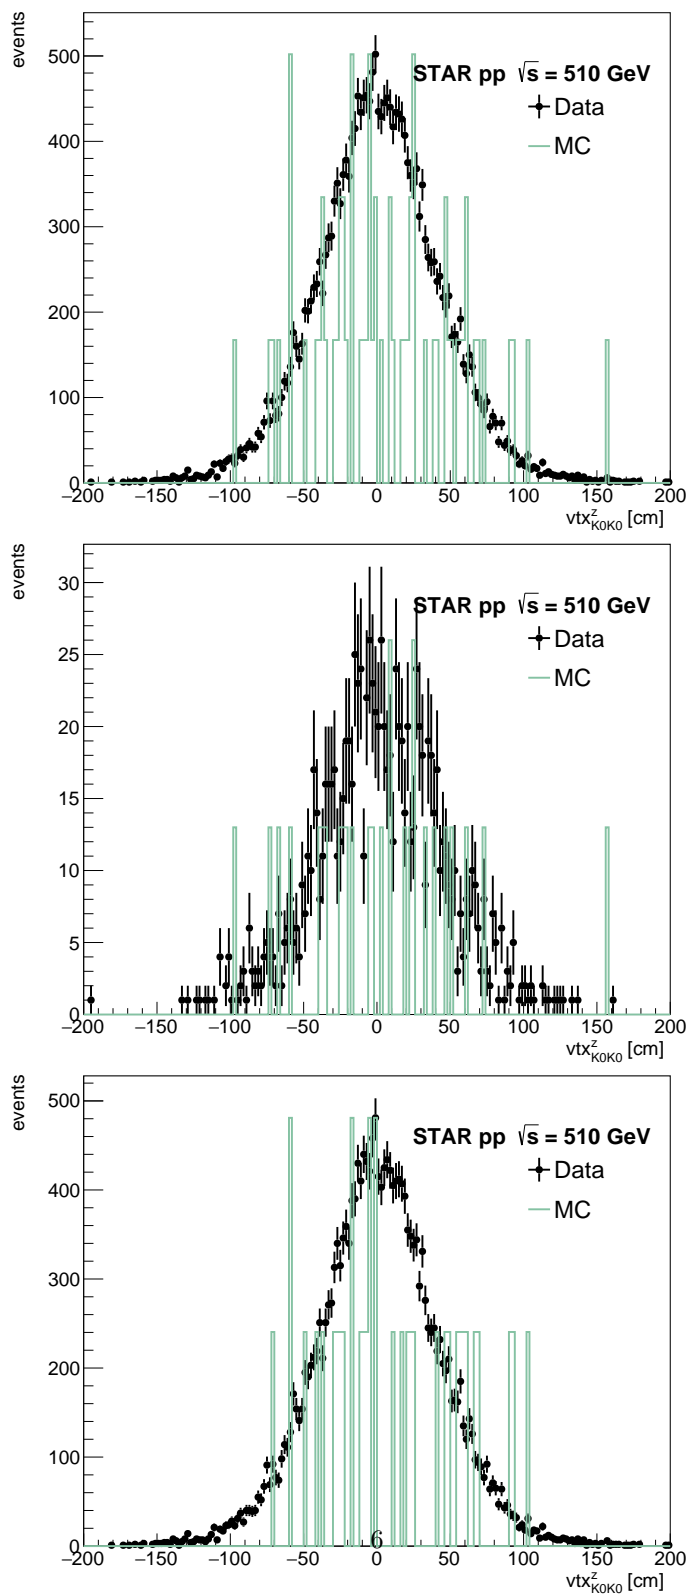 events
500
400
300
200
100
0
STAR pp √s = 510 GeV
Data
MC
−200 −150 −100 −50 0 50 100 150 200
vtx^z_K0K0 [cm]
events
30
25
20
15
10
5
0
STAR pp √s = 510 GeV
Data
MC
−200 −150 −100 −50 0 50 100 150 200
vtx^z_K0K0 [cm]
events
500
400
300
200
100
0
STAR pp √s = 510 GeV
Data
MC
6
−200 −150 −100 −50 0 50 100 150 200
vtx^z_K0K0 [cm]